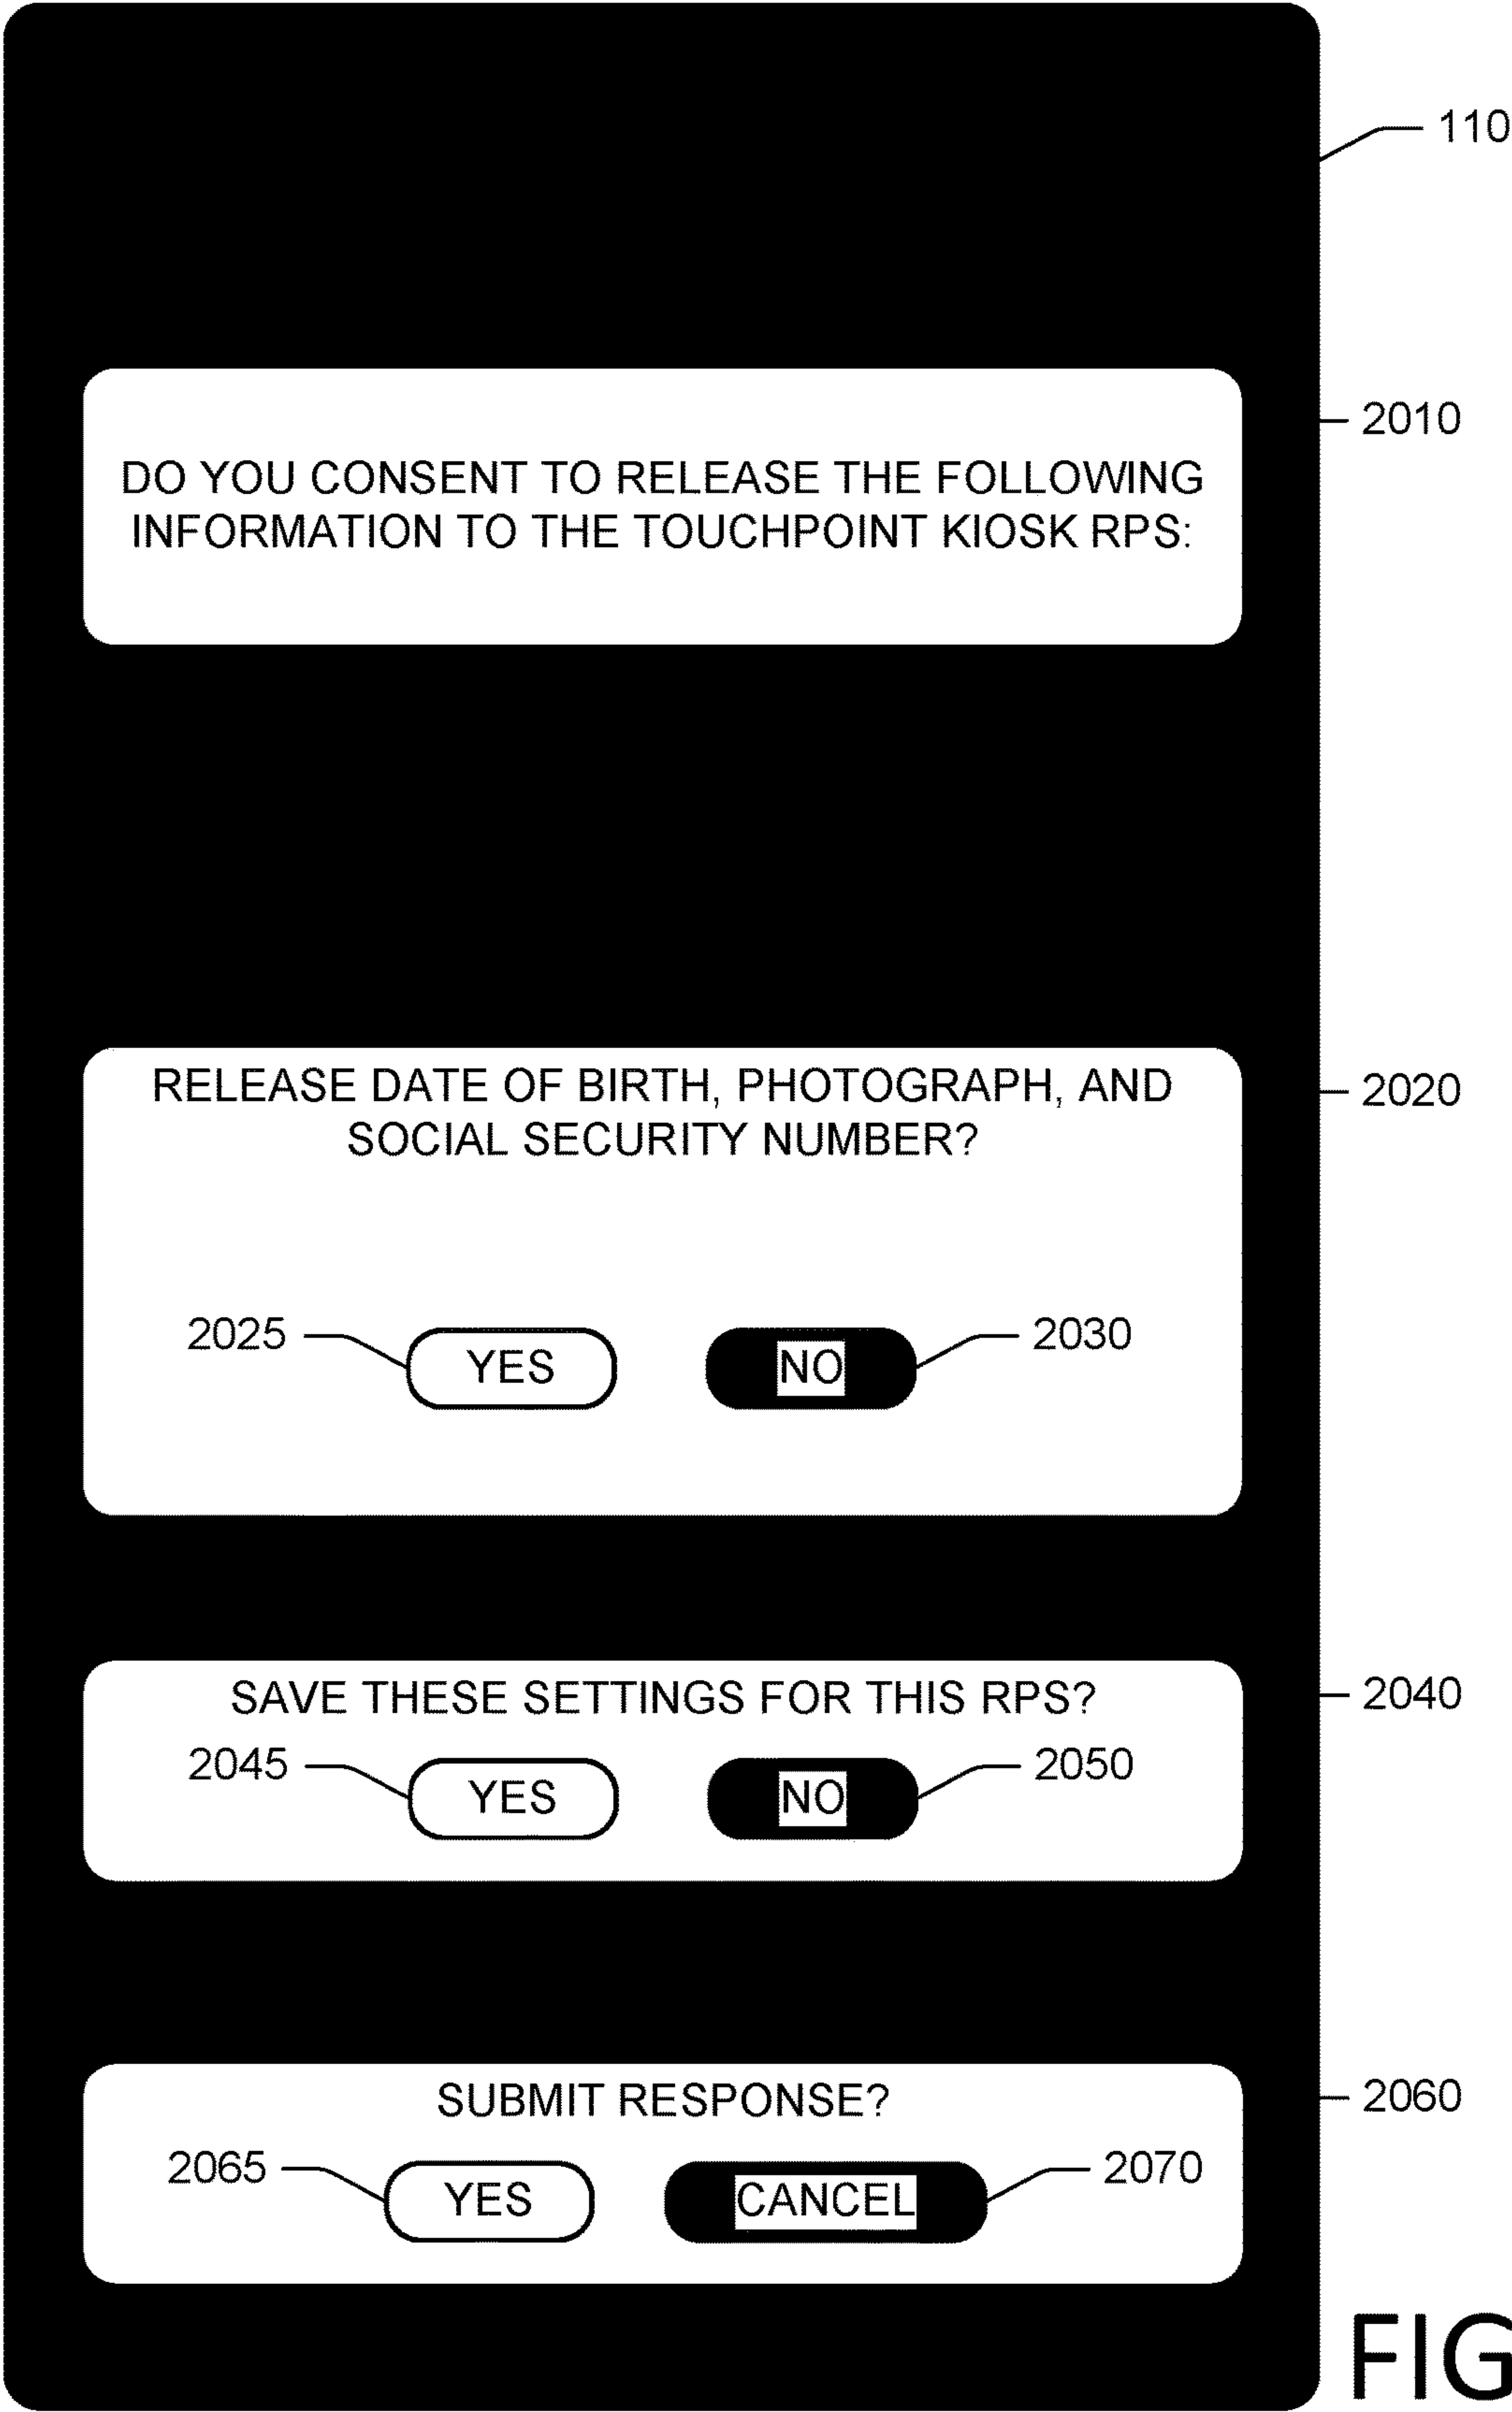 110
2010
DO YOU CONSENT TO RELEASE THE FOLLOWING
INFORMATION TO THE TOUCHPOINT KIOSK RPS:
RELEASE DATE OF BIRTH, PHOTOGRAPH, AND
2020
SOCIAL SECURITY NUMBER?
2025 YES NO 2030
SAVE THESE SETTINGS FOR THIS RPS?
2040
2045 YES NO 2050
SUBMIT RESPONSE?
2060
2065 YES CANCEL 2070
FIG